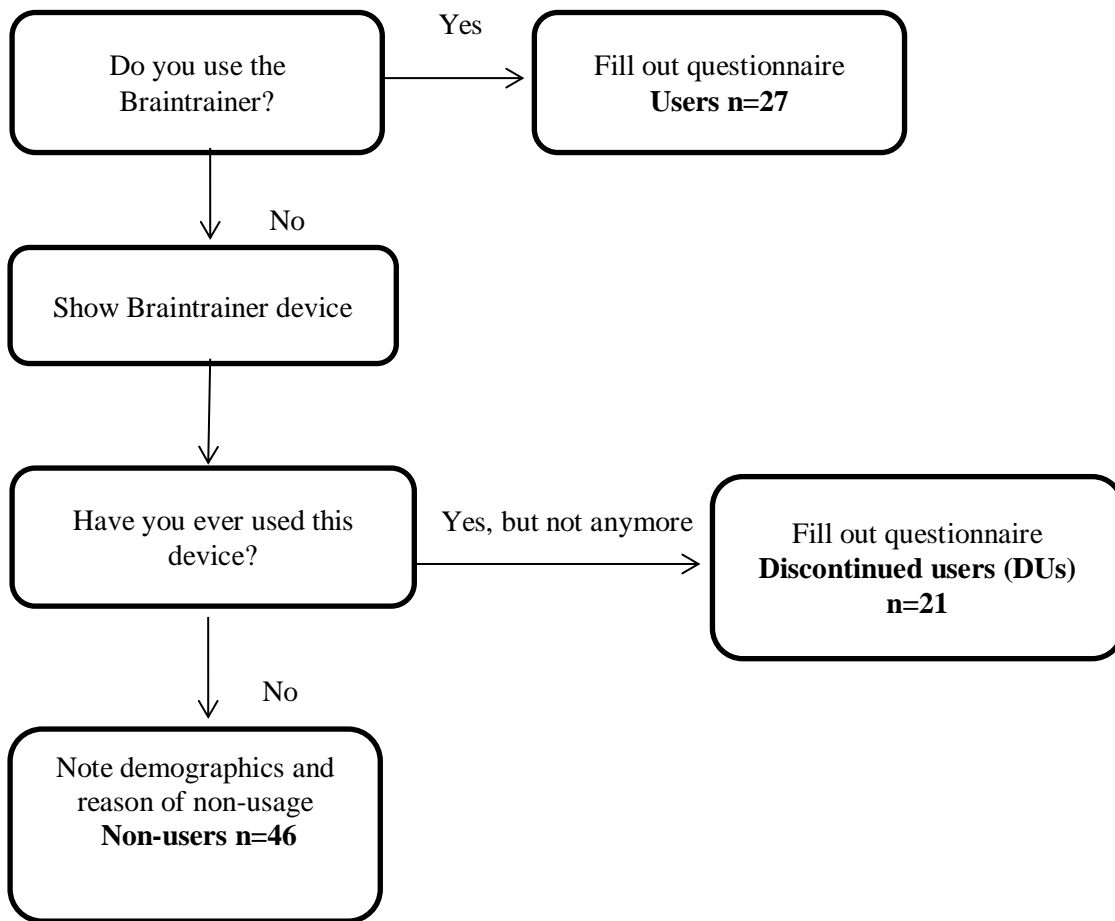 Yes
Do you use the
Braintrainer?
Fill out questionnaire
Users n=27
No
Show Braintrainer device
Have you ever used this
device?
Yes, but not anymore
Fill out questionnaire
Discontinued users (DUs)
n=21
No
Note demographics and
reason of non-usage
Non-users n=46